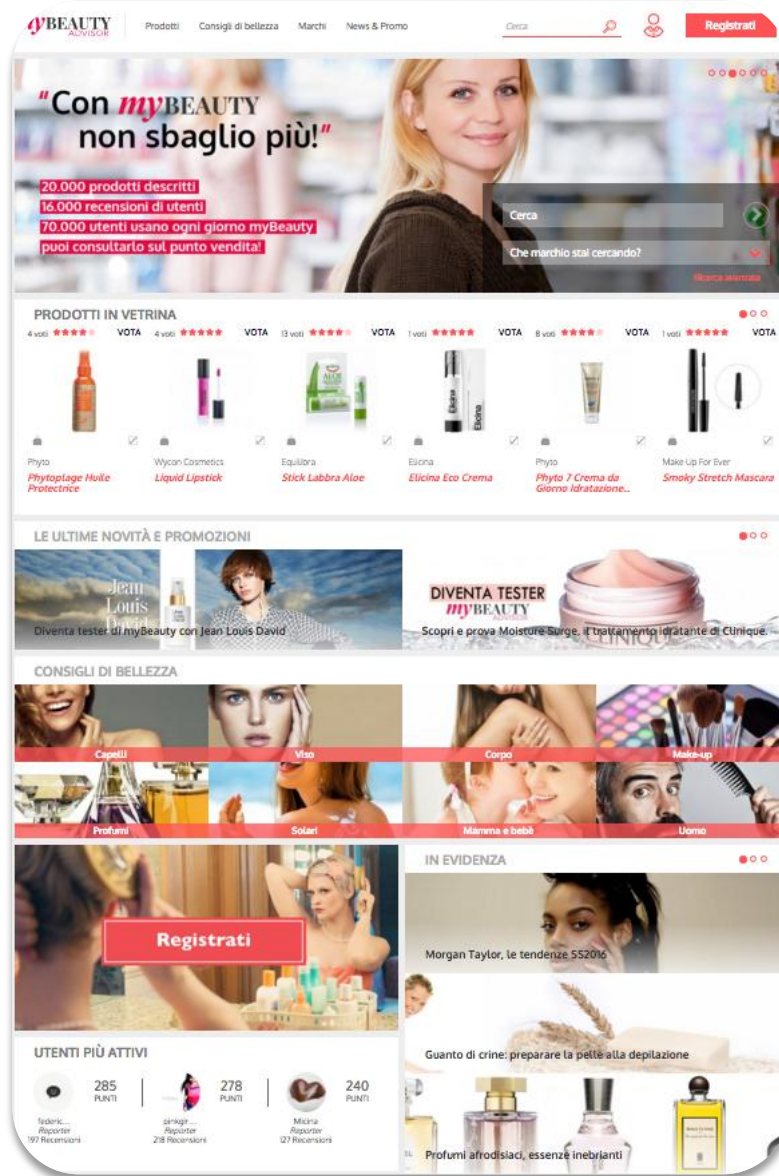 myBEAUTY
ADVISOR
Prodotti
Consigli di bellezza
Marchi
News & Promo
Cerca
Registrati
"Con myBEAUTY
non sbaglio più!"
20.000 prodotti descritti
16.000 recensioni di utenti
70.000 utenti usano ogni giorno myBeauty
puoi consultarlo sul punto vendita!
Cerca
Che marchio stai cercando?
Ricerca avanzata
PRODOTTI IN VETRINA
4 voti VOTA
4 voti VOTA
13 voti VOTA
1 voti VOTA
8 voti VOTA
1 voti VOTA
ALOE
Elicina
Elicina
Phyto
Phytoplage Huile
Protectrice
Wycon Cosmetics
Liquid Lipstick
Equilibra
Stick Labbra Aloe
Elicina
Elicina Eco Crema
Phyto
Phyto 7 Crema da
Giorno Idratazione...
Make Up For Ever
Smoky Stretch Mascara
LE ULTIME NOVITÀ E PROMOZIONI
Jean
Louis
David
Diventa tester di myBeauty con Jean Louis David
DIVENTA TESTER
myBEAUTY
ADVISOR
CLINIQUE
Scopri e prova Moisture Surge, il trattamento idratante di Clinique.
CONSIGLI DI BELLEZZA
Capelli
Viso
Corpo
Make-up
Profumi
Solari
Mamma e bebè
Uomo
Registrati
IN EVIDENZA
Morgan Taylor, le tendenze SS2016
Guanto di crine: preparare la pelle alla depilazione
Profumi afrodisiaci, essenze inebrianti
UTENTI PIÙ ATTIVI
285
PUNTI
federic...
Reporter
197 Recensioni
278
PUNTI
pinkgir...
Reporter
218 Recensioni
240
PUNTI
Micina
Reporter
127 Recensioni